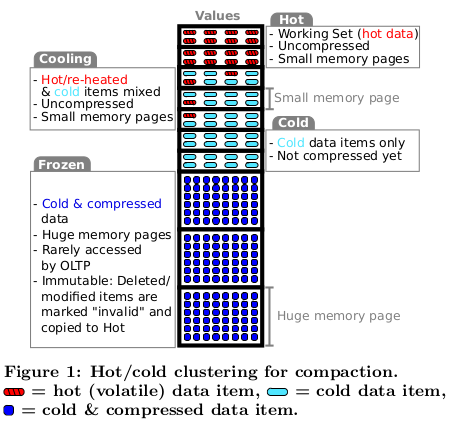 Values
Hot
- Working Set (hot data)
- Uncompressed
- Small memory pages
Cooling
- Hot/re-heated
& cold items mixed
- Uncompressed
- Small memory pages
Small memory page
Cold
- Cold data items only
- Not compressed yet
Frozen
- Cold & compressed
data
- Huge memory pages
- Rarely accessed
by OLTP
- Immutable: Deleted/
modified items are
marked "invalid" and
copied to Hot
Huge memory page
Figure 1: Hot/cold clustering for compaction.
= hot (volatile) data item, = cold data item,
= cold & compressed data item.